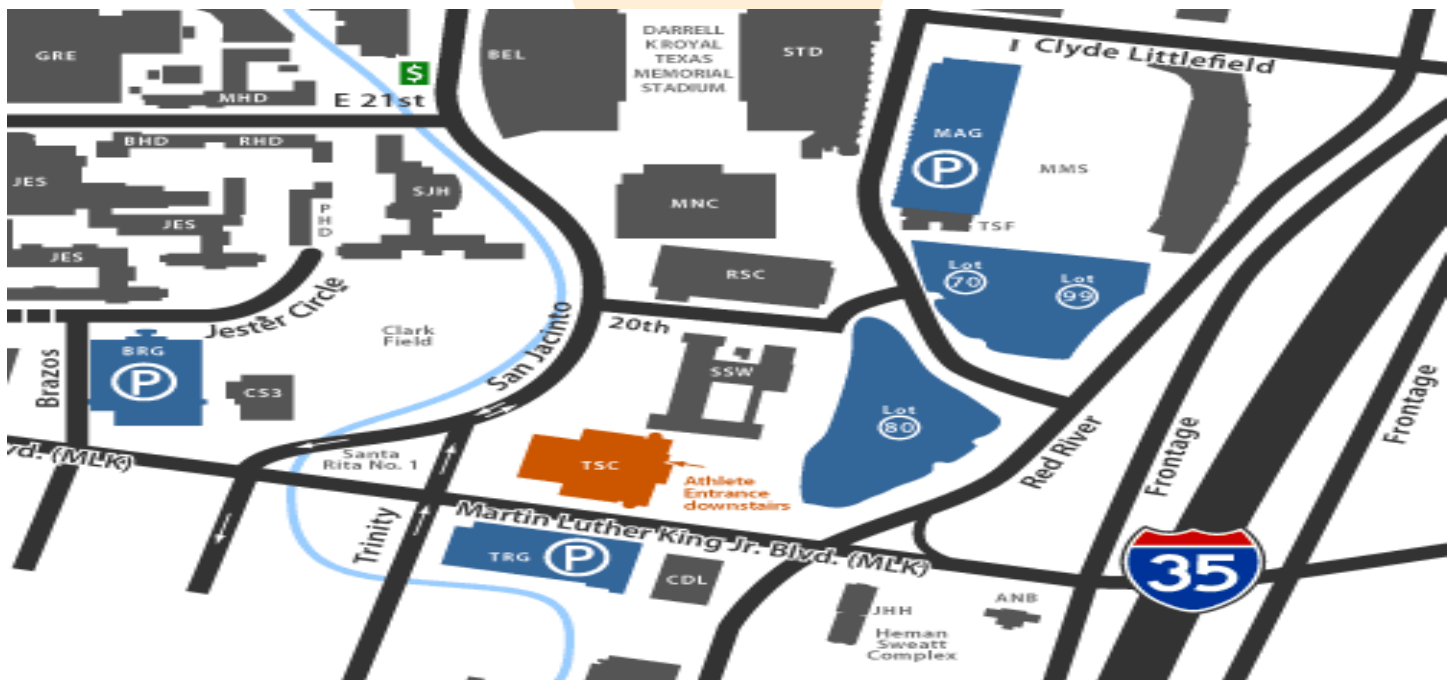 GRE
BEL
DARRELL
K ROYAL
TEXAS
MEMORIAL
STADIUM
STD
I Clyde Littlefield
$
MHD
E 21st
BHD
RHD
MAG
P
MMS
JES
SJH
MNC
PHD
JES
TSF
JES
RSC
Lot
70
Lot
99
Jester Circle
20th
Clark
Field
San Jacinto
BRG
P
Brazos
CS3
SSW
Lot
80
Frontage
Red River
Frontage
vd. (MLK)
Santa
Rita No. 1
TSC
Athlete
Entrance
downstairs
Martin Luther King Jr. Blvd. (MLK)
Trinity
TRG
P
CDL
35
JHH
ANB
Heman
Sweatt
Complex